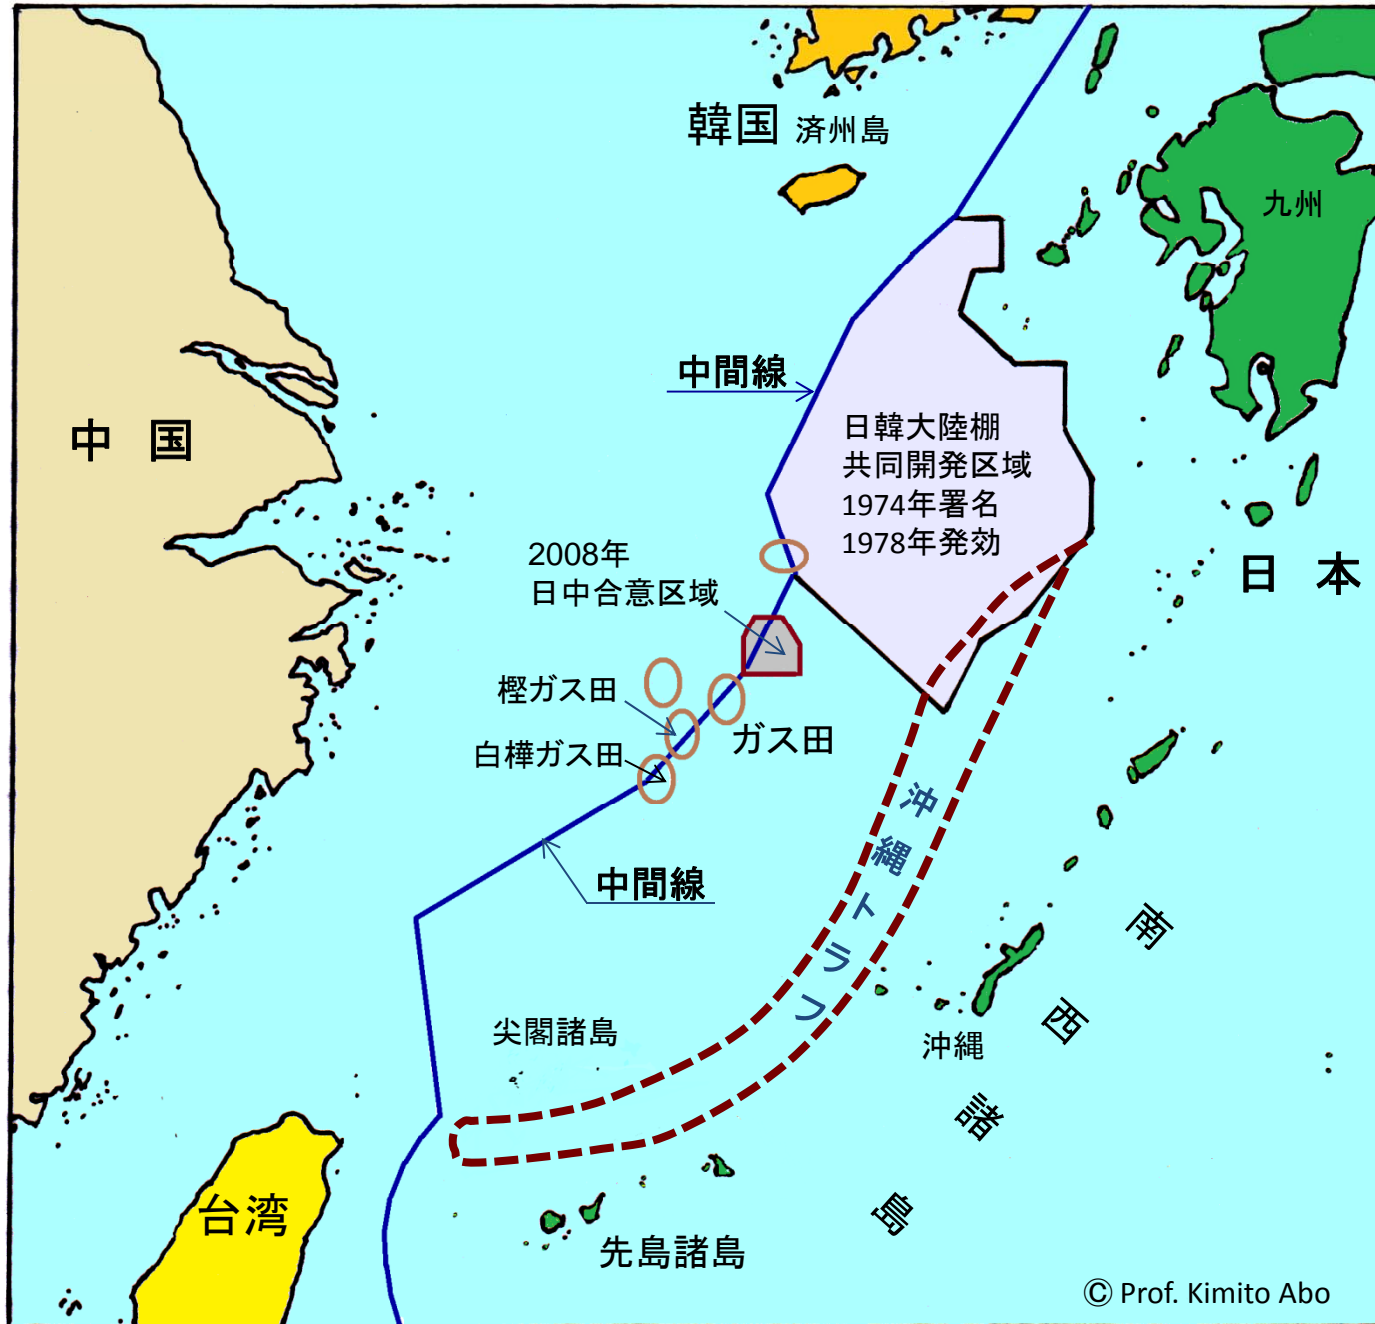 韓国 済州島
九州
中間線
中 国
日韓大陸棚
共同開発区域
1974年署名
1978年発効
2008年
日中合意区域
日 本
樫ガス田
ガス田
白樺ガス田
沖縄トラフ
中間線
南西諸島
尖閣諸島
沖縄
台湾
先島諸島
© Prof. Kimito Abo